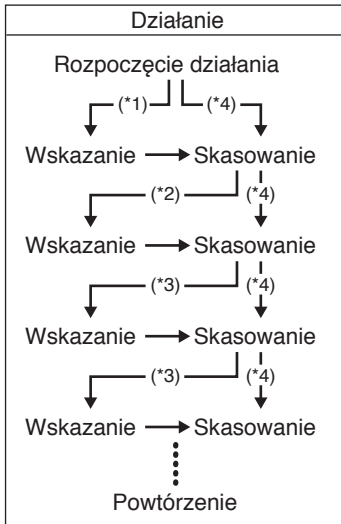 Działanie
Rozpoczęcie działania
(*1) (*4)
Wskazanie Skasowanie
(*2) (*4)
Wskazanie Skasowanie
(*3) (*4)
Wskazanie Skasowanie
(*3) (*4)
Wskazanie Skasowanie
Powtórzenie